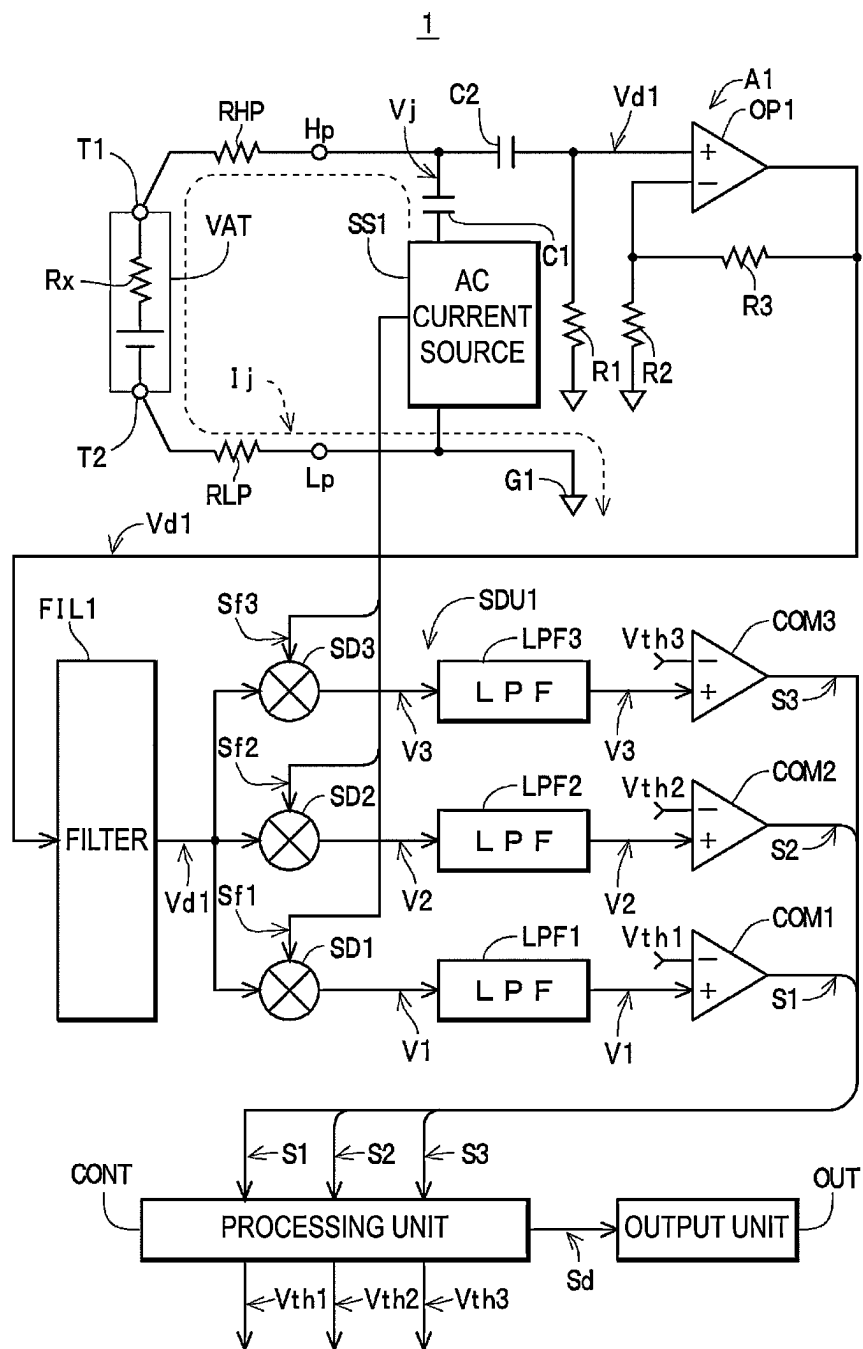 1
A1
C2
Vd1
OP1
RHP
Hp
Vj
T1
+
-
VAT
SS1
C1
Rx
AC
CURRENT
SOURCE
R3
R1
R2
Ij
T2
RLP
Lp
G1
Vd1
FIL1
Sf3
SDU1
SD3
LPF3
Vth3
COM3
LPF
-
+
V3
V3
S3
Sf2
SD2
LPF2
Vth2
COM2
FILTER
LPF
-
+
Vd1
V2
V2
S2
Sf1
SD1
LPF1
Vth1
COM1
LPF
-
+
V1
V1
S1
S1
S2
S3
CONT
OUT
PROCESSING UNIT
OUTPUT UNIT
Sd
Vth1
Vth2
Vth3